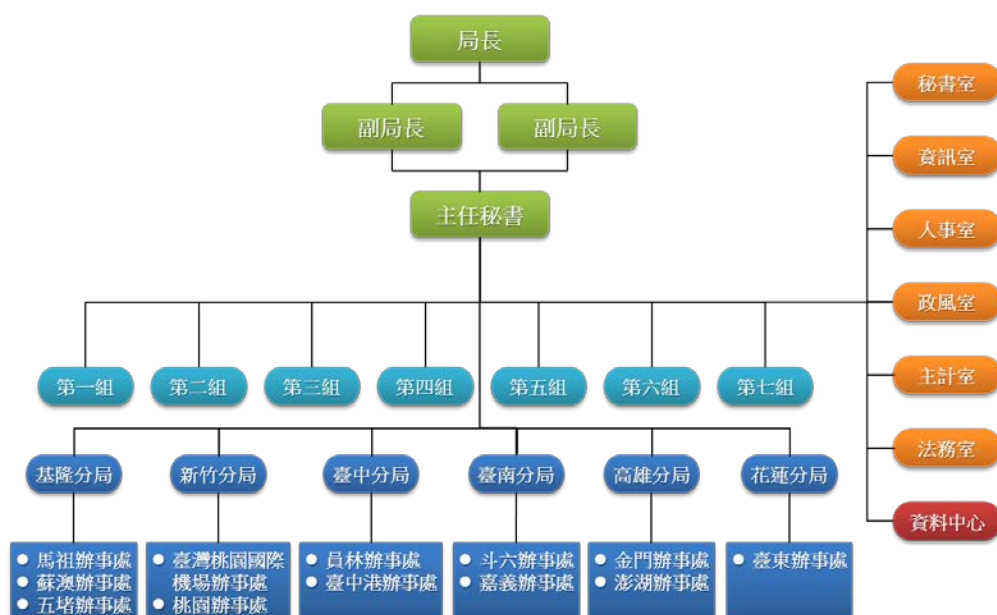 局長
副局長
副局長
主任秘書
秘書室
資訊室
人事室
政風室
主計室
法務室
資料中心
第一組
第二組
第三組
第四組
第五組
第六組
第七組
基隆分局
新竹分局
臺中分局
臺南分局
高雄分局
花蓮分局
● 馬祖辦事處
● 蘇澳辦事處
● 五堵辦事處
● 臺灣桃園國際
機場辦事處
● 桃園辦事處
● 員林辦事處
● 臺中港辦事處
● 斗六辦事處
● 嘉義辦事處
● 金門辦事處
● 澎湖辦事處
● 臺東辦事處